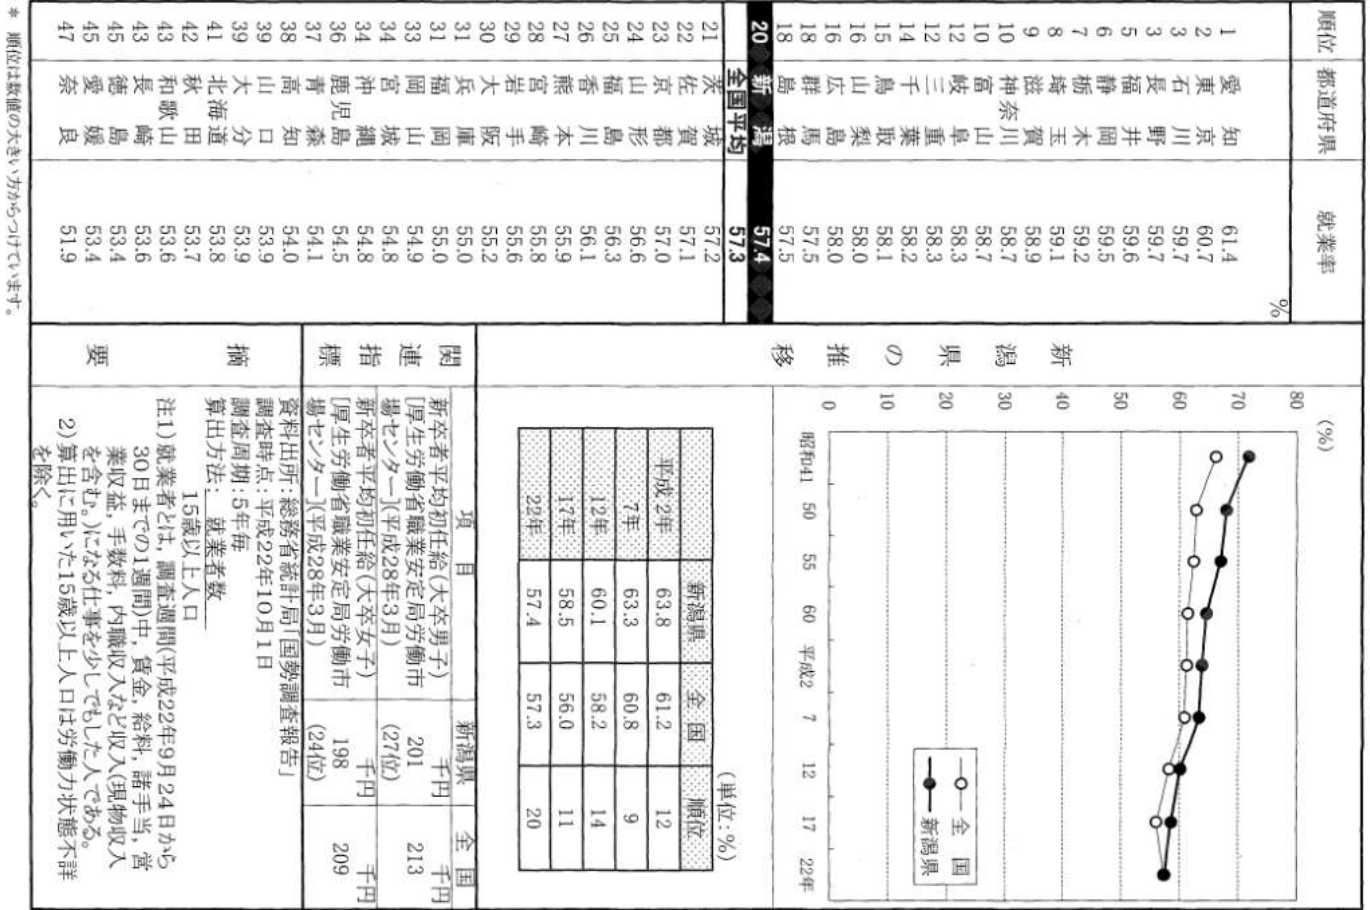 順位 都道府県 就業率
%
1 愛知 61.4
2 東京 60.7
3 石川 59.7
3 長野 59.7
5 福井 59.6
6 静岡 59.5
7 栃木 59.2
8 埼玉 59.1
9 滋賀 58.9
10 神奈川 58.7
10 富山 58.7
12 岐阜 58.3
12 三重 58.3
14 千葉 58.2
15 鳥取 58.1
16 山梨 58.0
16 広島 58.0
18 群馬 57.5
18 島根 57.5
20 新潟 57.4
全国平均 57.3
21 茨城 57.2
22 佐賀 57.1
23 京都 57.0
24 山形 56.6
25 福島 56.3
26 香川 56.1
27 熊本 55.9
28 宮崎 55.8
29 岩手 55.6
30 大阪 55.2
31 兵庫 55.0
31 福岡 55.0
33 岡山 54.9
34 宮城 54.8
34 沖縄 54.8
36 鹿児島 54.5
37 青森 54.1
38 高知 54.0
39 山口 53.9
39 大分 53.9
41 北海道 53.8
42 秋田 53.7
43 和歌山 53.6
43 長崎 53.6
45 徳島 53.4
45 愛媛 53.4
47 奈良 51.9
* 順位は数値の大きい方からつけています。
新潟県の推移
(%)
80
70
60
50
40
30
20
10
0
昭和41 50 55 60 平成2 7 12 17 22年
全国
新潟県
(単位:%)
新潟県 全国 順位
平成2年 63.8 61.2 12
7年 63.3 60.8 9
12年 60.1 58.2 14
17年 58.5 56.0 11
22年 57.4 57.3 20
関連指標
項目 新潟県 全国
千円 千円
新卒者平均初任給(大卒男子) 201 213
[厚生労働省職業安定局労働市 (27位)
場センター](平成28年3月)
千円 千円
新卒者平均初任給(大卒女子) 198 209
[厚生労働省職業安定局労働市 (24位)
場センター](平成28年3月)
摘要
資料出所:総務省統計局「国勢調査報告」
調査時点:平成22年10月1日
調査周期:5年毎
算出方法: 就業者数
15歳以上人口
注1) 就業者とは, 調査週間(平成22年9月24日から
30日までの1週間)中, 賃金, 給料, 諸手当, 営
業収益, 手数料, 内職収入など収入(現物収入
を含む。)になる仕事を少しでもした人である。
2) 算出に用いた15歳以上人口は労働力状態不詳
を除く。